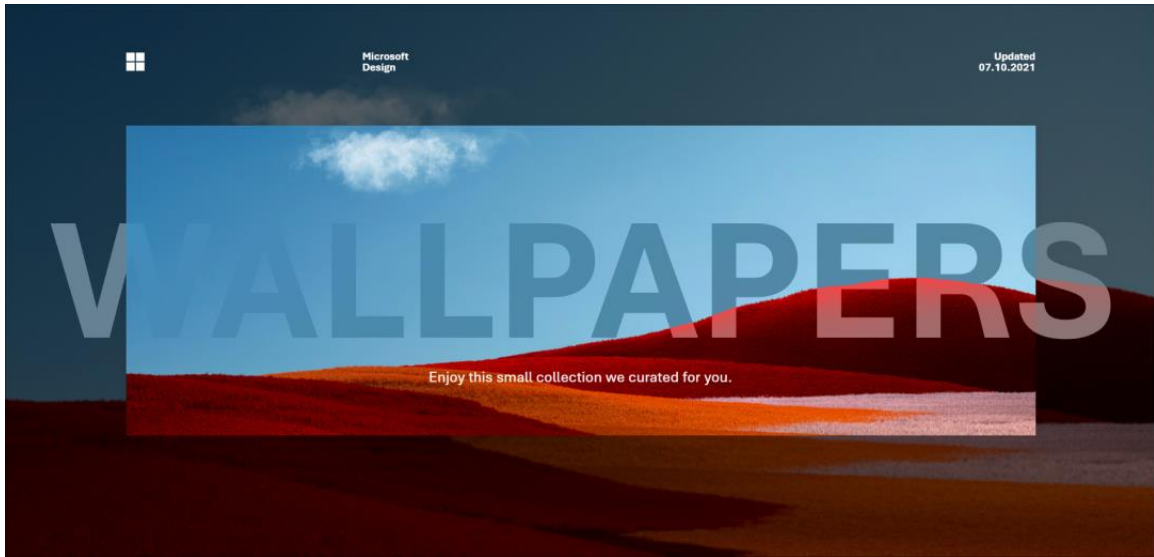 Microsoft
Design
Updated
07.10.2021
WALLPAPERS
Enjoy this small collection we curated for you.